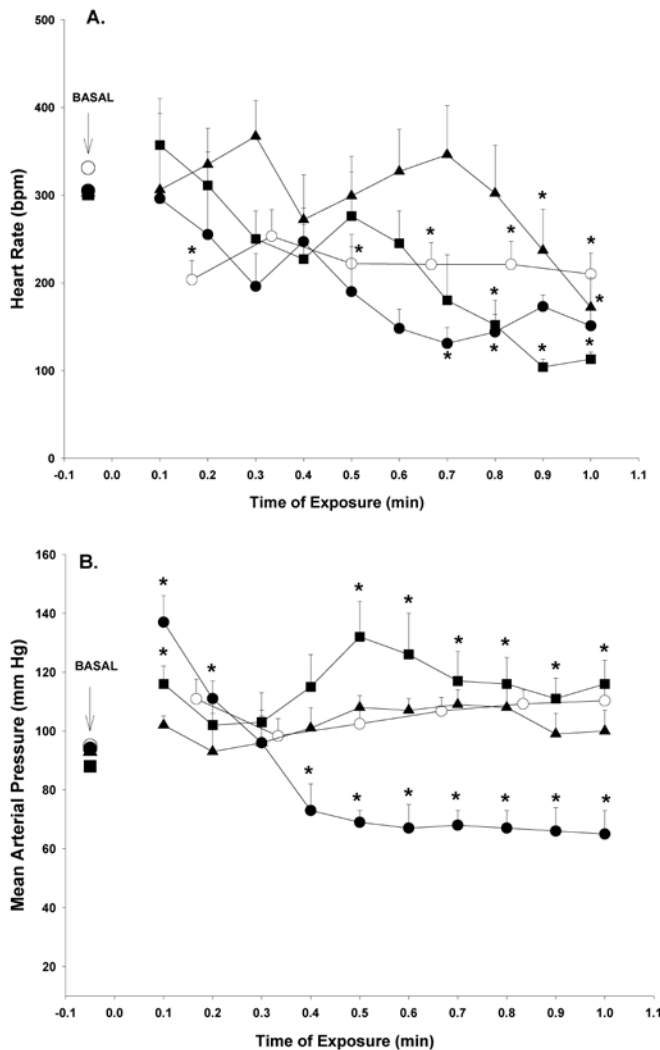 A.
500
BASAL
400
300
200
100
0
Heart Rate (bpm)
* * * * * * * * * * * *
-0.1 0.0 0.1 0.2 0.3 0.4 0.5 0.6 0.7 0.8 0.9 1.0 1.1
Time of Exposure (min)
B.
160
140
BASAL
120
100
80
60
40
20
Mean Arterial Pressure (mm Hg)
* * * * * * * * * * * * * * * *
-0.1 0.0 0.1 0.2 0.3 0.4 0.5 0.6 0.7 0.8 0.9 1.0 1.1
Time of Exposure (min)